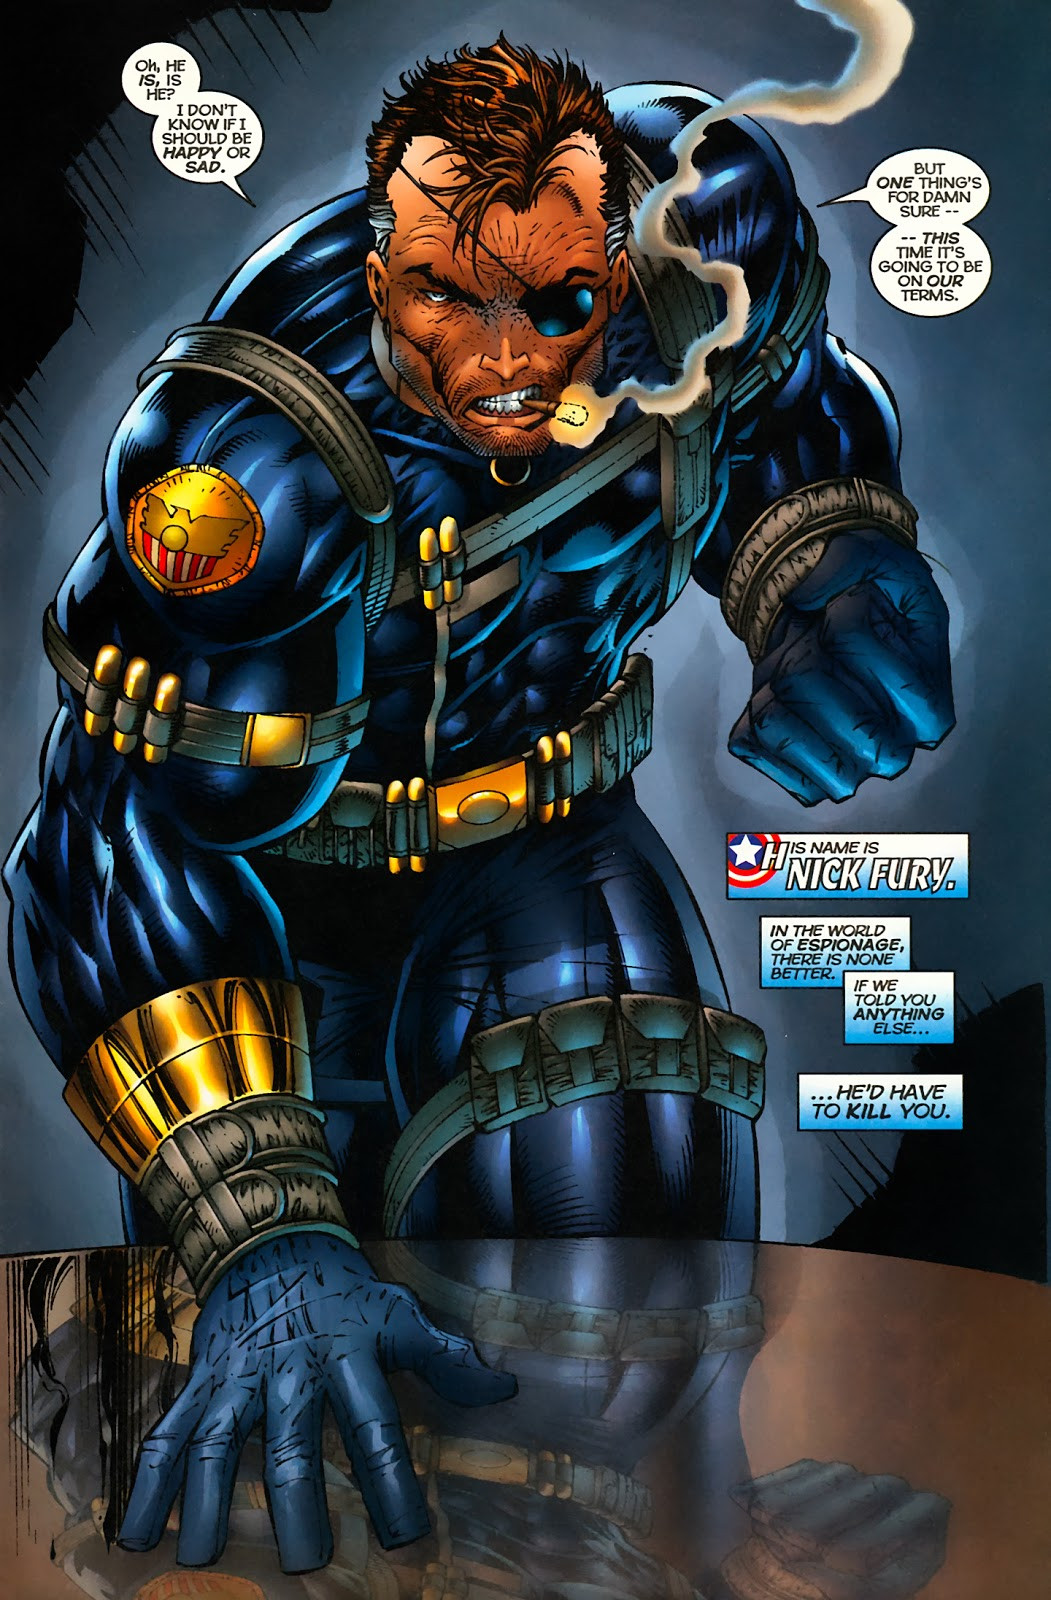 Oh, HE
IS, IS
HE?
I DON'T
KNOW IF I
SHOULD BE
HAPPY OR
SAD.
BUT
ONE THING'S
FOR DAMN
SURE --
-- THIS
TIME IT'S
GOING TO BE
ON OUR
TERMS.
HIS NAME IS
NICK FURY.
IN THE WORLD
OF ESPIONAGE,
THERE IS NONE
BETTER.
IF WE
TOLD YOU
ANYTHING
ELSE...
...HE'D HAVE
TO KILL YOU.